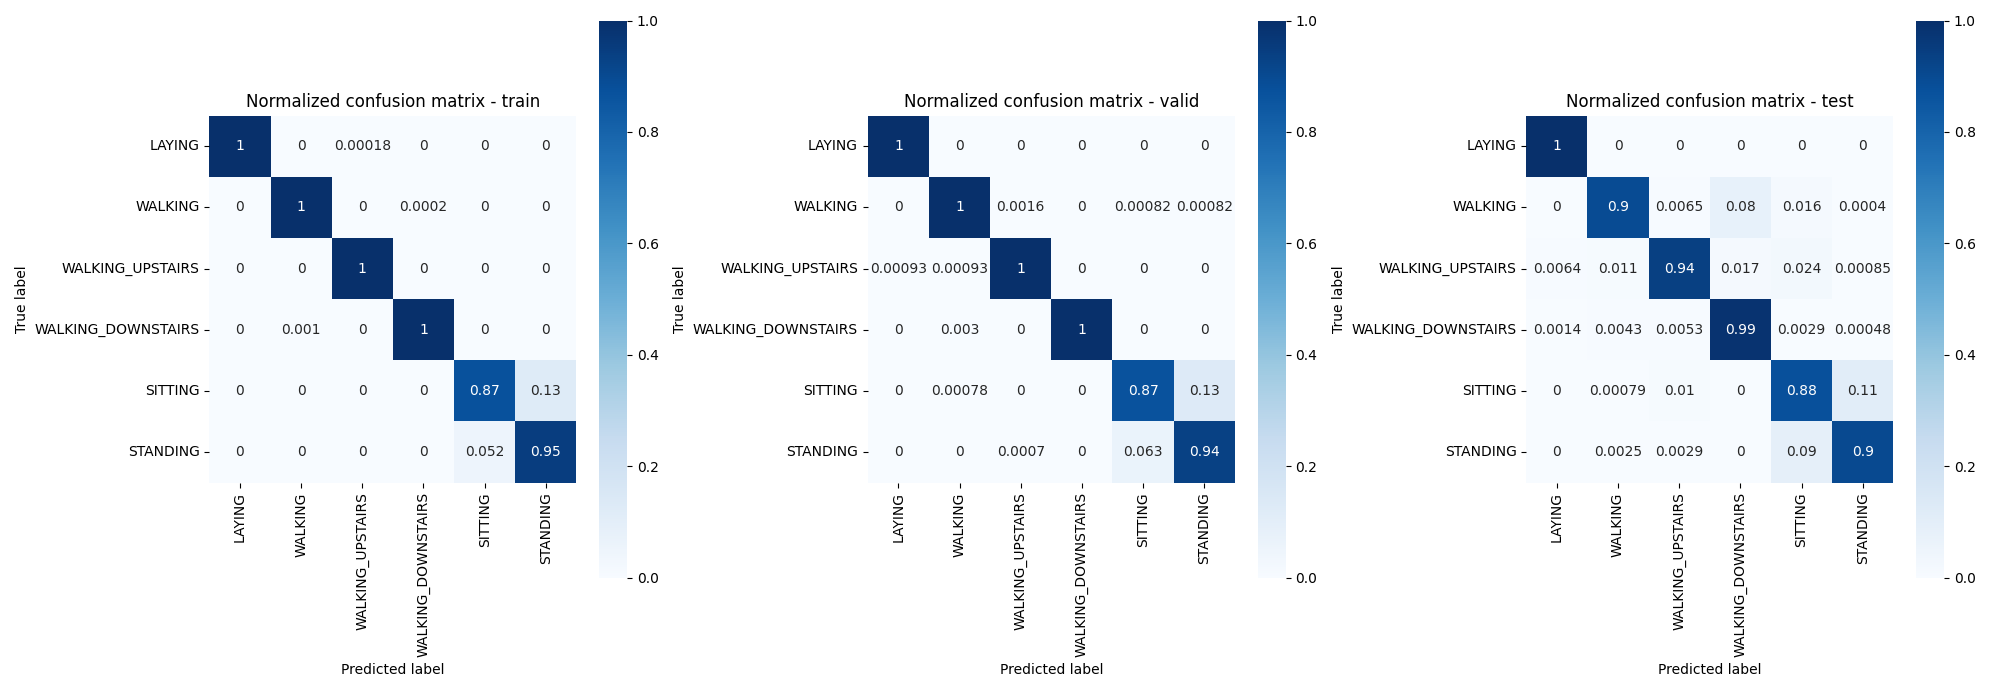 Normalized confusion matrix - train
True label
LAYING 1 0 0.00018 0 0 0
WALKING 0 1 0 0.0002 0 0
WALKING_UPSTAIRS 0 0 1 0 0 0
WALKING_DOWNSTAIRS 0 0.001 0 1 0 0
SITTING 0 0 0 0 0.87 0.13
STANDING 0 0 0 0 0.052 0.95
LAYING WALKING WALKING_UPSTAIRS WALKING_DOWNSTAIRS SITTING STANDING
Predicted label
1.0
0.8
0.6
0.4
0.2
0.0
Normalized confusion matrix - valid
True label
LAYING 1 0 0 0 0 0
WALKING 0 1 0.0016 0 0.00082 0.00082
WALKING_UPSTAIRS 0.00093 0.00093 1 0 0 0
WALKING_DOWNSTAIRS 0 0.003 0 1 0 0
SITTING 0 0.00078 0 0 0.87 0.13
STANDING 0 0 0.0007 0 0.063 0.94
LAYING WALKING WALKING_UPSTAIRS WALKING_DOWNSTAIRS SITTING STANDING
Predicted label
1.0
0.8
0.6
0.4
0.2
0.0
Normalized confusion matrix - test
True label
LAYING 1 0 0 0 0 0
WALKING 0 0.9 0.0065 0.08 0.016 0.0004
WALKING_UPSTAIRS 0.0064 0.011 0.94 0.017 0.024 0.00085
WALKING_DOWNSTAIRS 0.0014 0.0043 0.0053 0.99 0.0029 0.00048
SITTING 0 0.00079 0.01 0 0.88 0.11
STANDING 0 0.0025 0.0029 0 0.09 0.9
LAYING WALKING WALKING_UPSTAIRS WALKING_DOWNSTAIRS SITTING STANDING
Predicted label
1.0
0.8
0.6
0.4
0.2
0.0